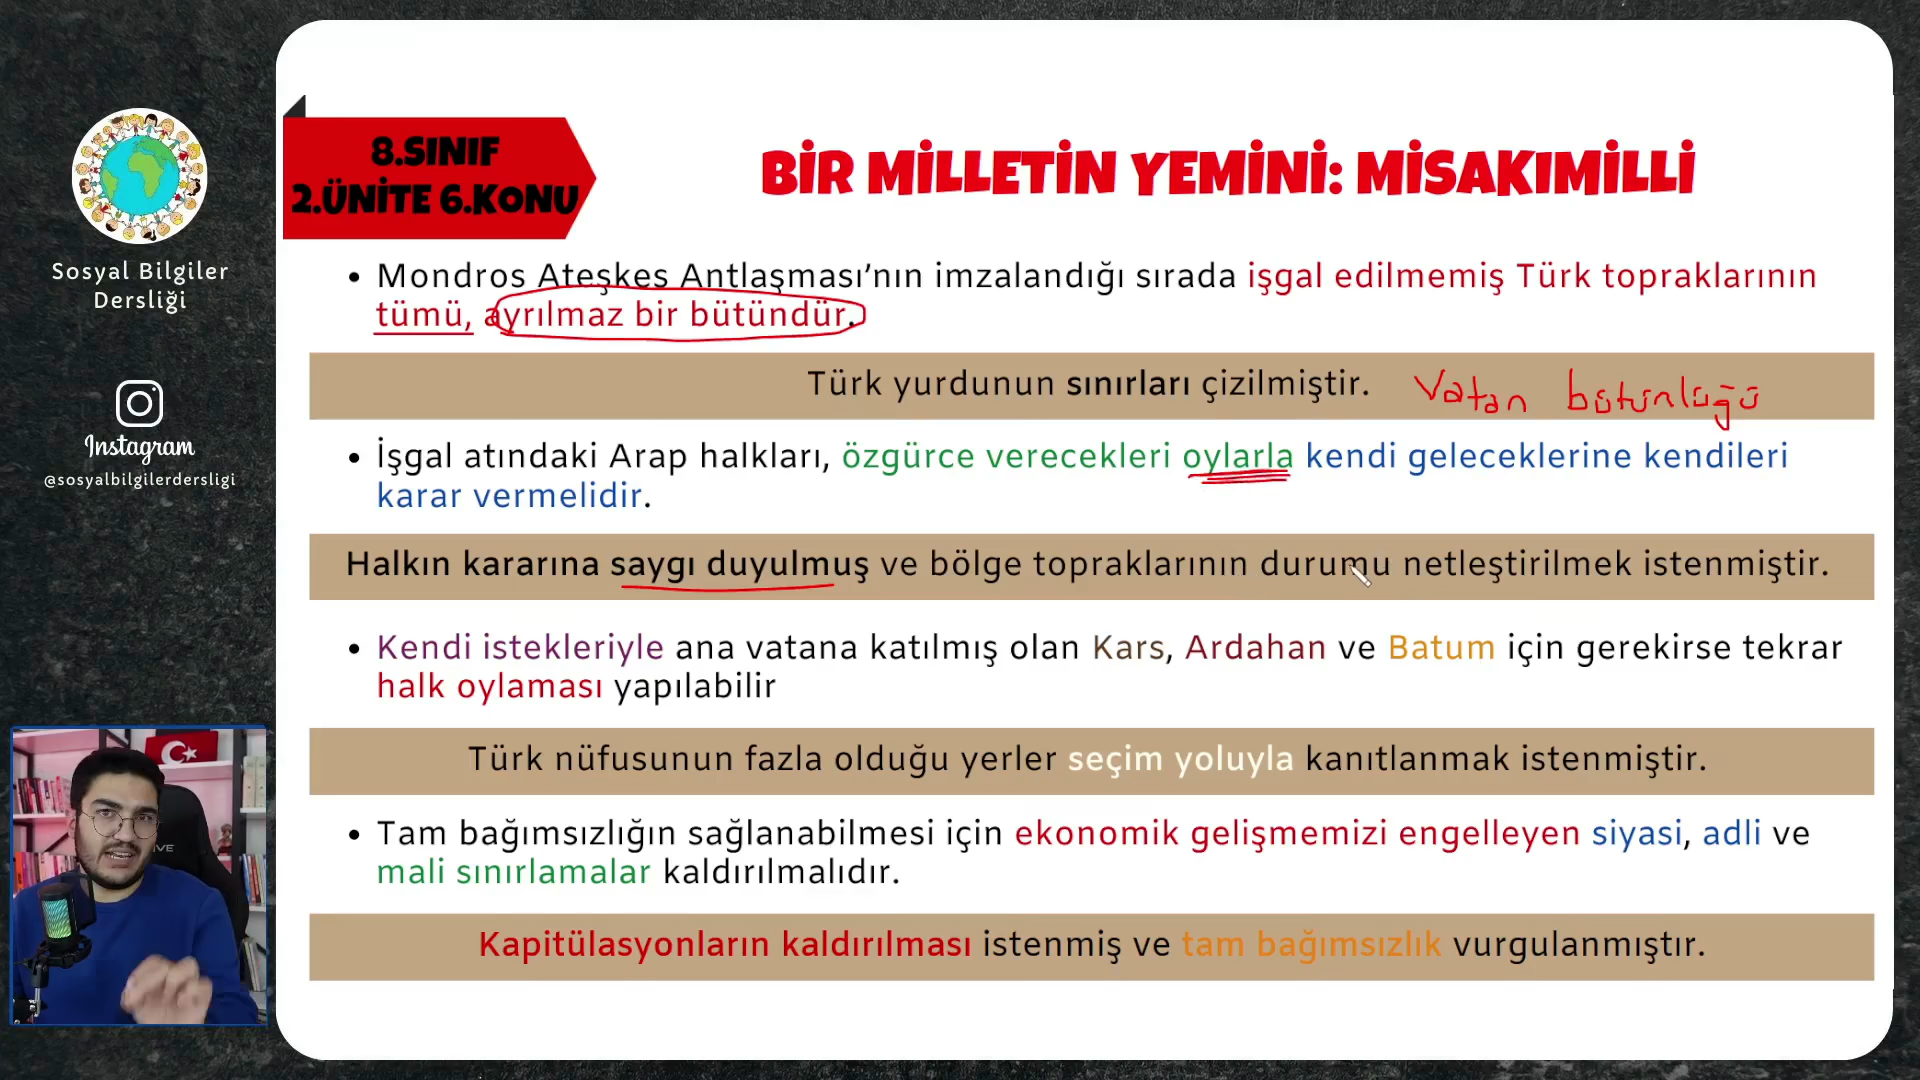 8.SINIF
2.ÜNİTE 6.KONU
BİR MİLLETİN YEMİNİ: MİSAKIMİLLİ
Sosyal Bilgiler
Dersliği
Instagram
@sosyalbilgilerdersligi
• Mondros Ateşkes Antlaşması’nın imzalandığı sırada işgal edilmemiş Türk topraklarının
tümü, ayrılmaz bir bütündür.
Türk yurdunun sınırları çizilmiştir. Vatan bütünlüğü
• İşgal atındaki Arap halkları, özgürce verecekleri oylarla kendi geleceklerine kendileri
karar vermelidir.
Halkın kararına saygı duyulmuş ve bölge topraklarının durumu netleştirilmek istenmiştir.
• Kendi istekleriyle ana vatana katılmış olan Kars, Ardahan ve Batum için gerekirse tekrar
halk oylaması yapılabilir
Türk nüfusunun fazla olduğu yerler seçim yoluyla kanıtlanmak istenmiştir.
• Tam bağımsızlığın sağlanabilmesi için ekonomik gelişmemizi engelleyen siyasi, adli ve
mali sınırlamalar kaldırılmalıdır.
Kapitülasyonların kaldırılması istenmiş ve tam bağımsızlık vurgulanmıştır.